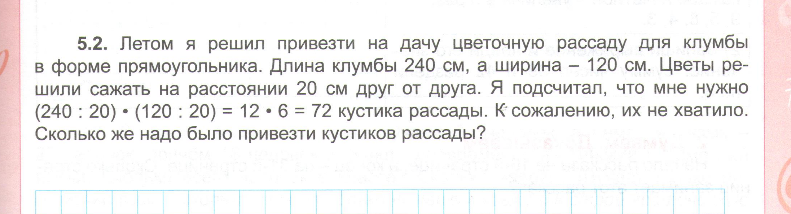 5.2. Летом я решил привезти на дачу цветочную рассаду для клумбы
в форме прямоугольника. Длина клумбы 240 см, а ширина – 120 см. Цветы ре-
шили сажать на расстоянии 20 см друг от друга. Я подсчитал, что мне нужно
(240 : 20) • (120 : 20) = 12 • 6 = 72 кустика рассады. К сожалению, их не хватило.
Сколько же надо было привезти кустиков рассады?